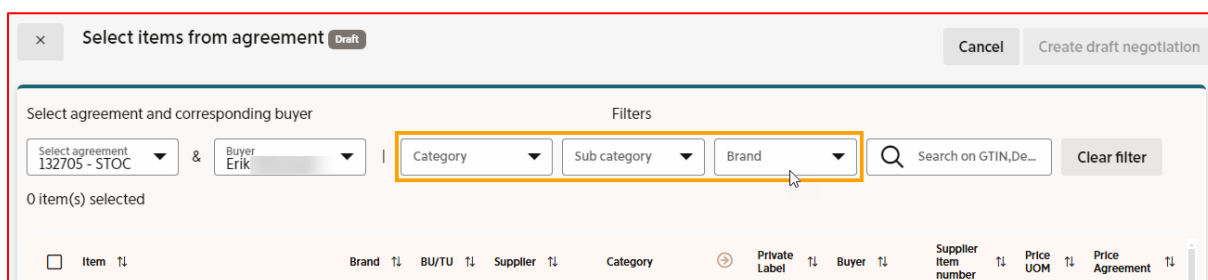 Select items from agreement Draft
Cancel Create draft negotiation
Select agreement and corresponding buyer Filters
Select agreement
132705 - STOC
&
Buyer
Erik
|
Category
Sub category
Brand
Search on GTIN,De...
Clear filter
0 item(s) selected
Item Brand BU/TU Supplier Category Private Label Buyer Supplier Item number Price UOM Price Agreement